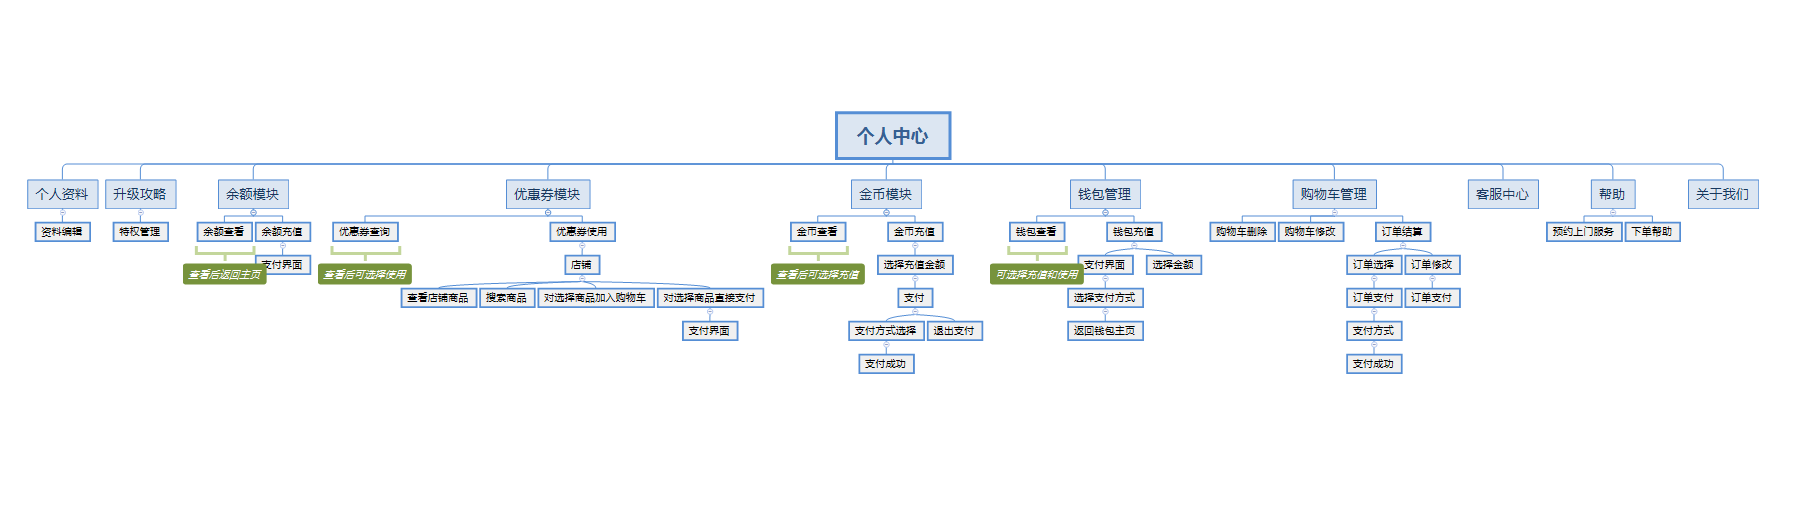 个人中心
个人资料
升级攻略
余额模块
优惠券模块
金币模块
钱包管理
购物车管理
客服中心
帮助
关于我们
资料编辑
特权管理
余额查看
余额充值
优惠券查询
优惠券使用
金币查看
金币充值
钱包查看
钱包充值
购物车删除
购物车修改
订单结算
预约上门服务
下单帮助
查看后返回主页
支付界面
查看后可选择使用
店铺
查看后可选择充值
选择充值金额
可选择充值和使用
支付界面
选择金额
订单选择
订单修改
查看店铺商品
搜索商品
对选择商品加入购物车
对选择商品直接支付
支付
选择支付方式
订单支付
订单支付
支付界面
支付方式选择
退出支付
返回钱包主页
支付方式
支付成功
支付成功